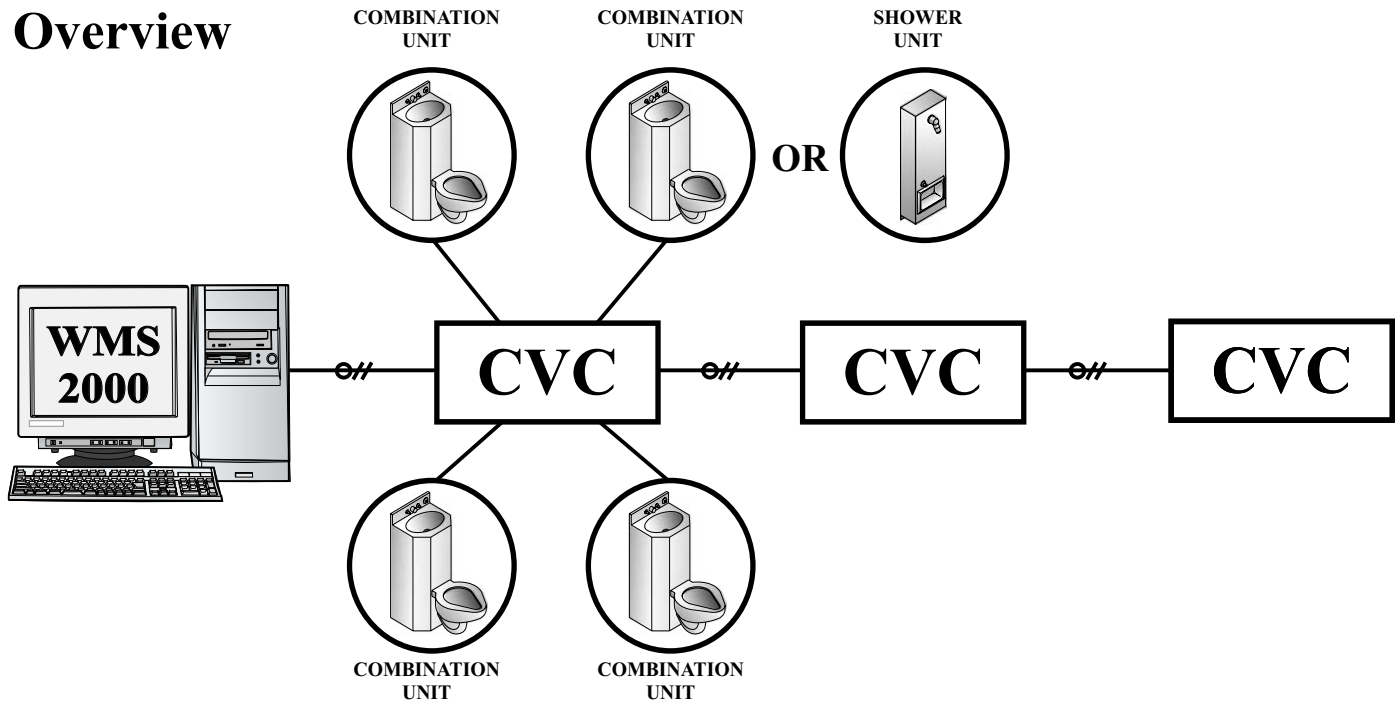 Overview
COMBINATION
UNIT
COMBINATION
UNIT
SHOWER
UNIT
OR
WMS
2000
CVC
CVC
CVC
COMBINATION
UNIT
COMBINATION
UNIT